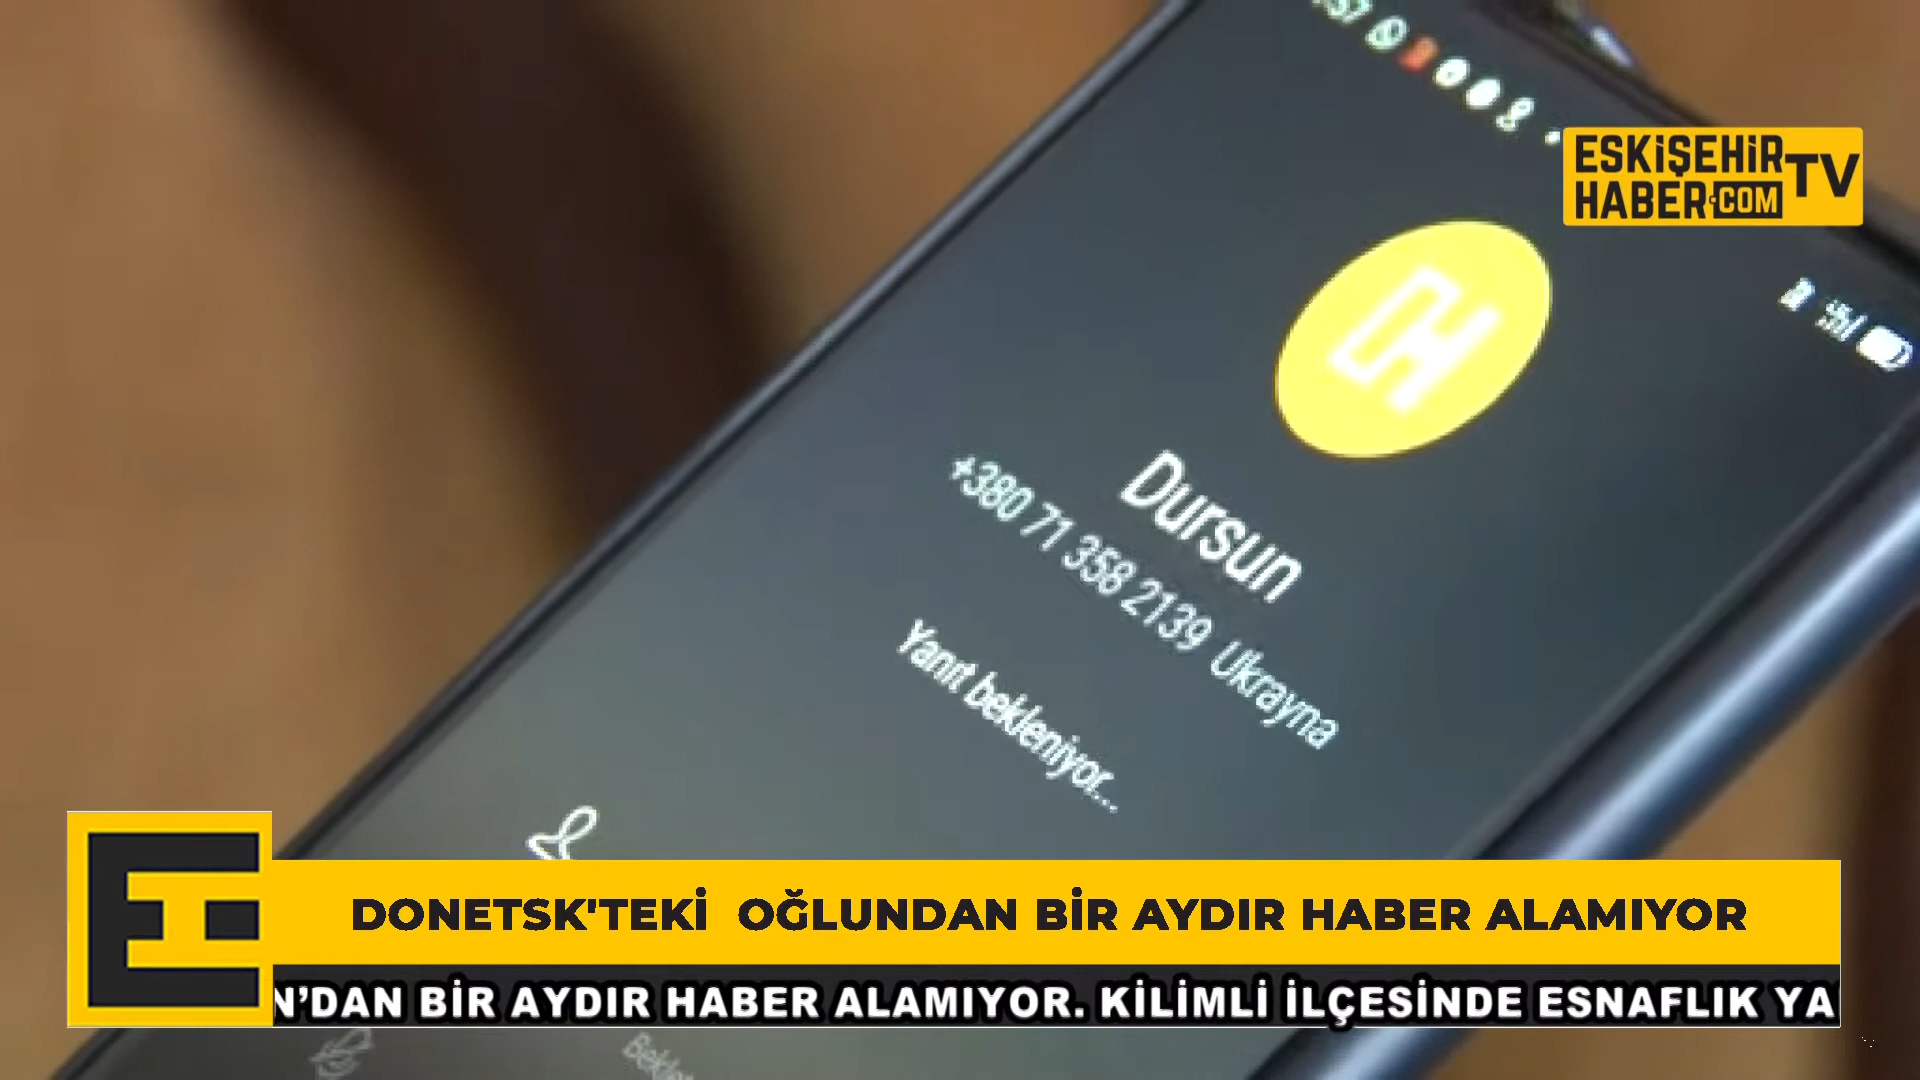 ESKİŞEHİR
HABER.COM TV
Dursun
+380 71 358 2139 Ukrayna
Yanıt bekleniyor...
DONETSK'TEKİ OĞLUNDAN BİR AYDIR HABER ALAMIYOR
N'DAN BİR AYDIR HABER ALAMIYOR. KİLİMLİ İLÇESİNDE ESNAFLIK YA